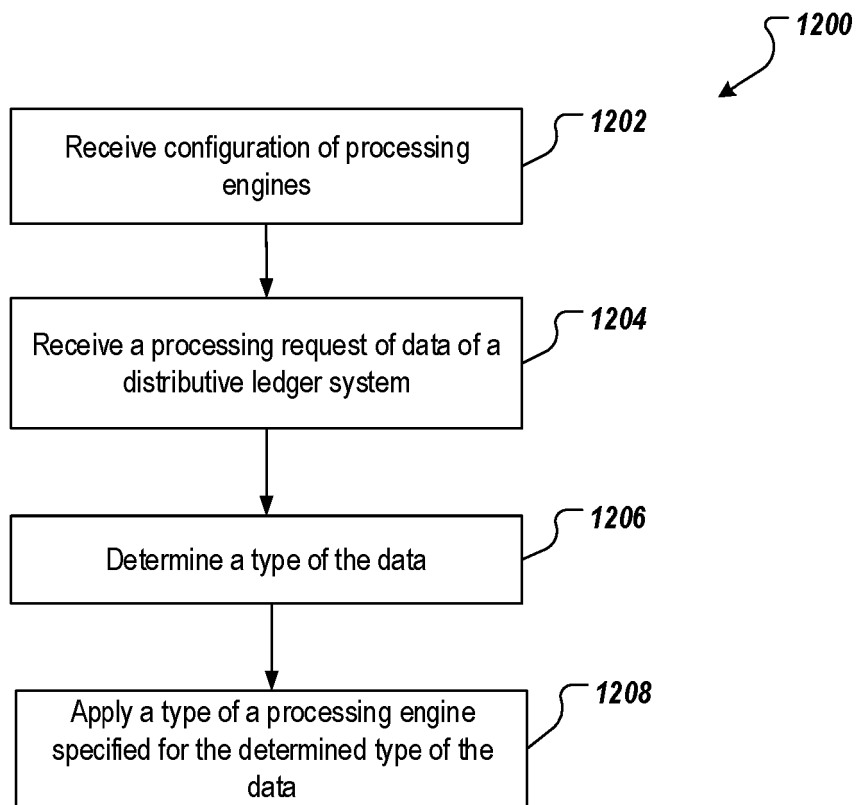 1200
1202
Receive configuration of processing
engines
1204
Receive a processing request of data of a
distributive ledger system
1206
Determine a type of the data
1208
Apply a type of a processing engine
specified for the determined type of the
data